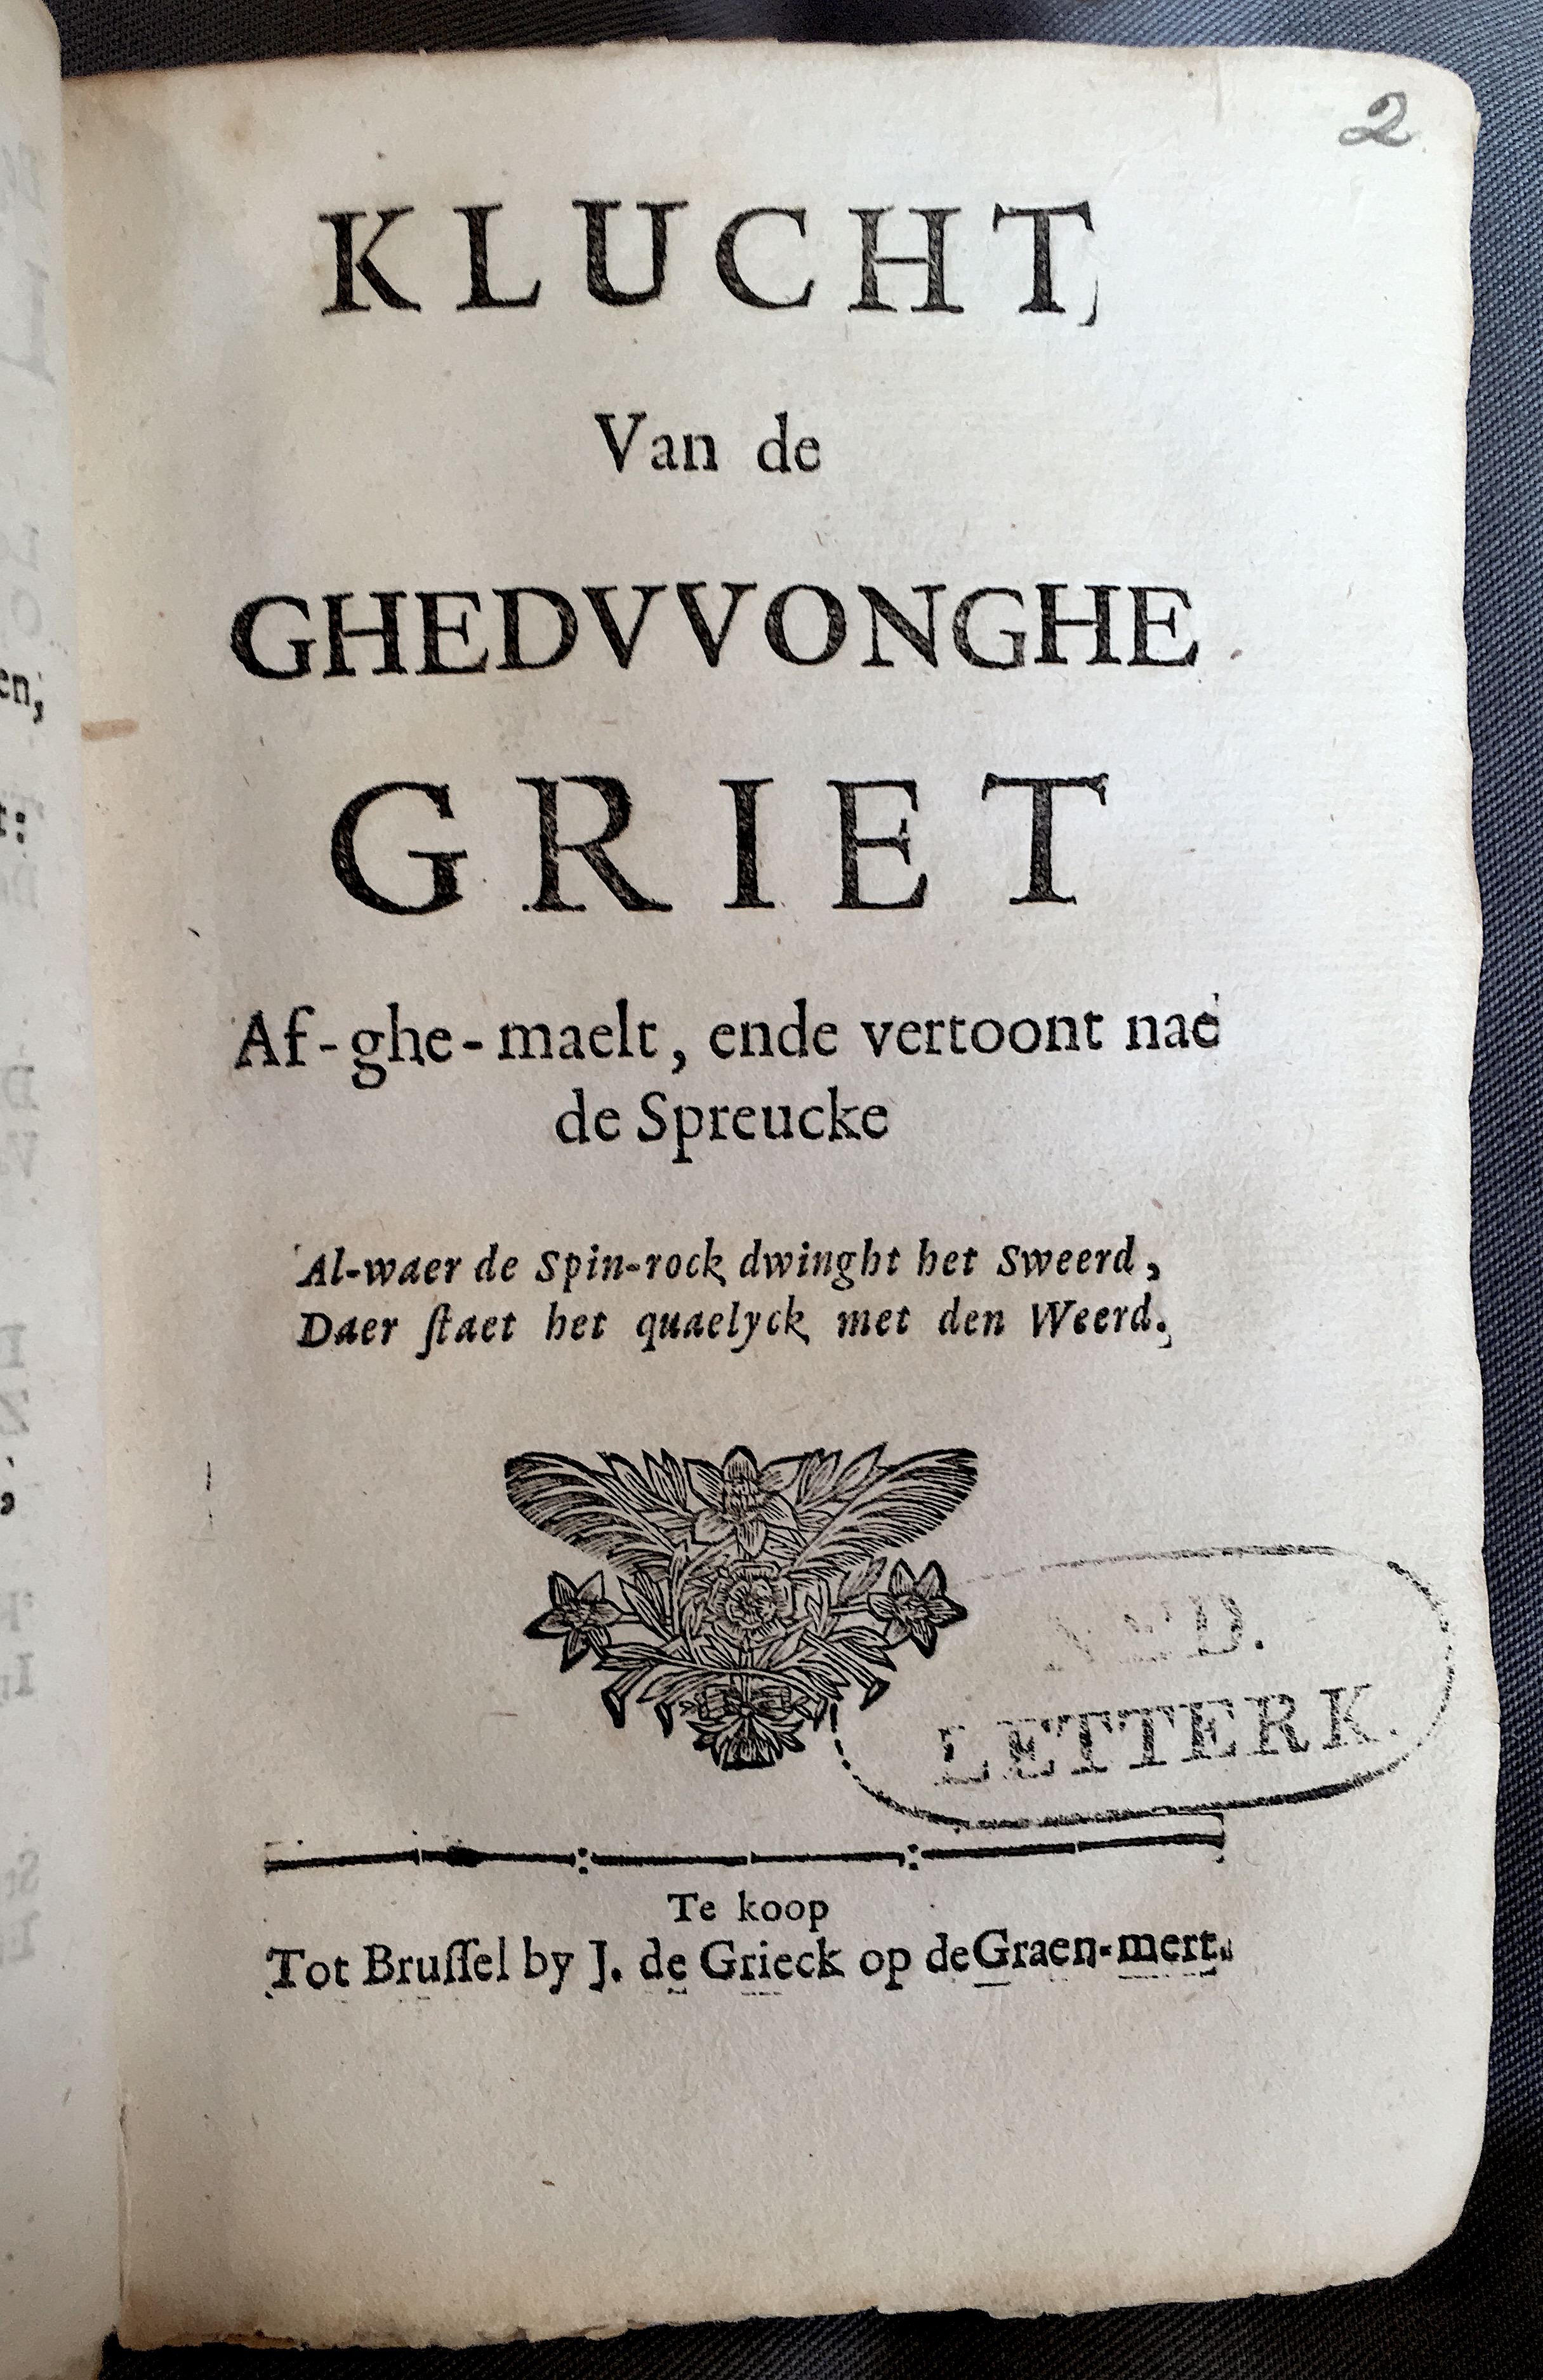 2
KLUCHT,
Van de
GHEDVVONGHE
GRIET
Af-ghe-maelt, ende vertoont nae
de Spreucke
Al-waer de Spin-rock dwinght het Sweerd,
Daer ſtaet het quaelyck met den Weerd.
NED.
LETTERK.
Te koop
Tot Bruſſel by J. de Grieck op de Graen-mert.
en,
t: